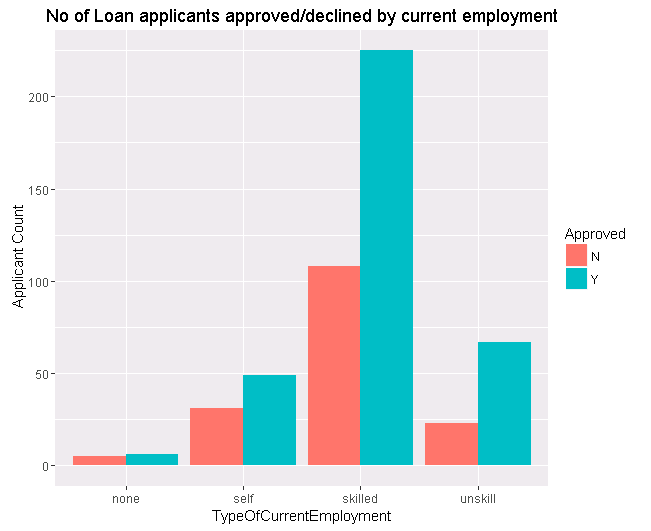 No of Loan applicants approved/declined by current employment
Applicant Count
200
150
100
50
0
none self skilled unskill
TypeOfCurrentEmployment
Approved
N
Y